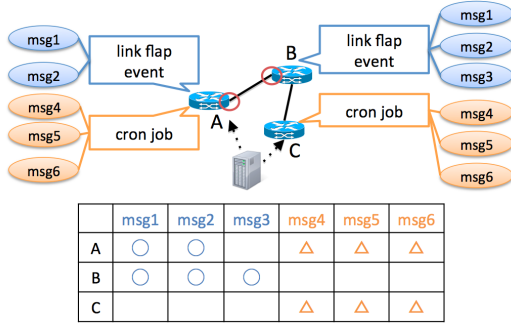 msg1
msg2
link flap
event
msg4
msg5
msg6
cron job
A
B
link flap
event
msg1
msg2
msg3
C
cron job
msg4
msg5
msg6
msg1 msg2 msg3 msg4 msg5 msg6
A
B
C